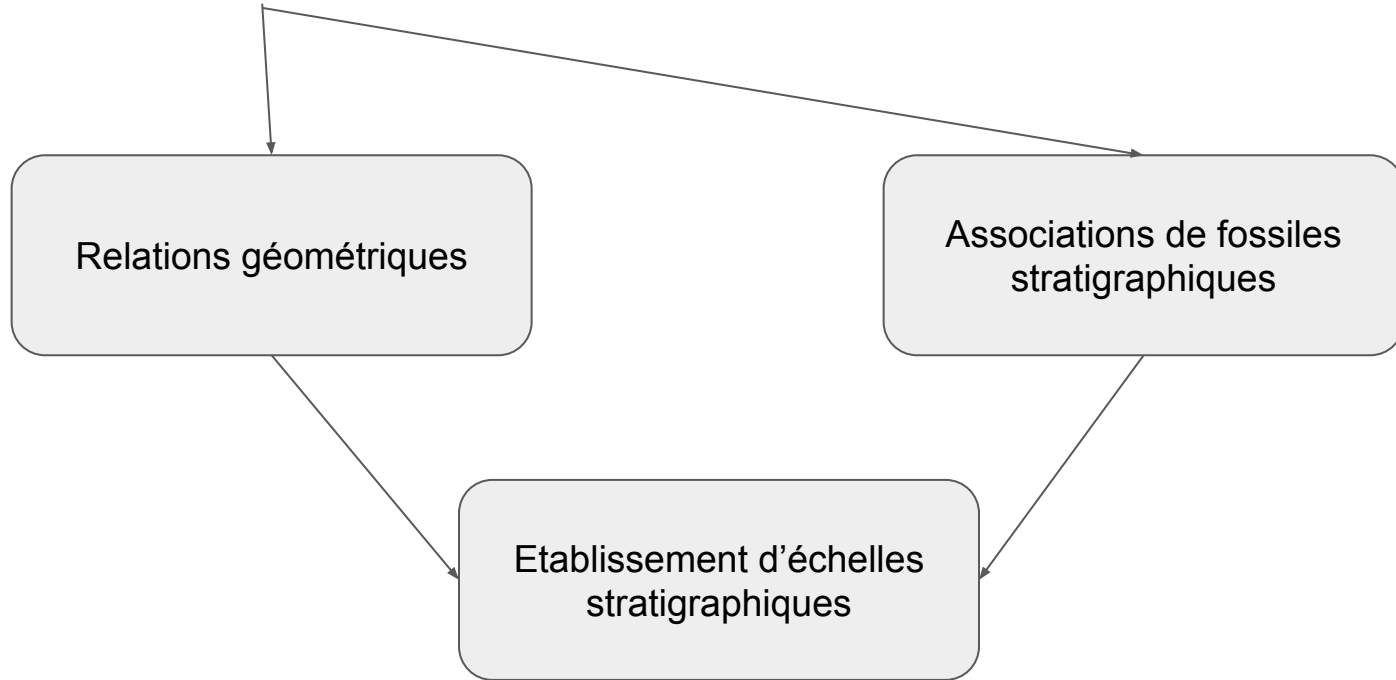 Relations géométriques
Associations de fossiles
stratigraphiques
Etablissement d’échelles
stratigraphiques